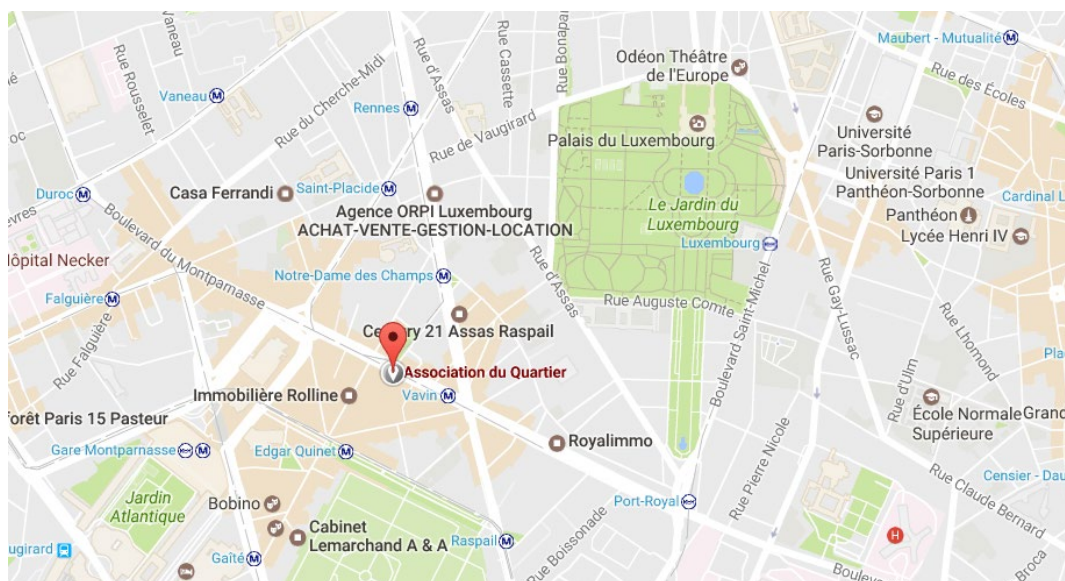 Vaneau
Rue Rousselet
Vaneau
Rue du Cherche-Midi
Rennes
Rue Cassette
Rue d'Assas
Rue Bonapar
Odéon Théâtre
de l'Europe
Maubert - Mutualité
Rue des Écoles
Rue de Vaugirard
Palais du Luxembourg
Université
Paris-Sorbonne
Université Paris 1
Panthéon-Sorbonne
Cardinal L
Duroc
Casa Ferrandi
Saint-Placide
Agence ORPI Luxembourg
ACHAT-VENTE-GESTION-LOCATION
Le Jardin du
Luxembourg
Luxembourg
Panthéon
Lycée Henri IV
Boulevard du Montparnasse
Hôpital Necker
Falguière
Rue Falguière
Notre-Dame des Champs
Rue d'Assas
Rue Auguste Comte
Boulevard Saint-Michel
Rue Gay-Lussac
Rue Lhomond
Assas Raspail
Association du Quartier
Immobilière Rolline
Vavin
Rue d'Ulm
École Normale
Supérieure
Grand
orêt Paris 15 Pasteur
Gare Montparnasse
Edgar Quinet
Royalimmo
Rue Pierre Nicole
Censier - Dau
Port-Royal
Rue Claude Bernard
Jardin
Atlantique
Bobino
Cabinet
Lemarchand A & A
Raspail
Rue Boissonade
H
augirard
Gaîté
Boulev
Broca